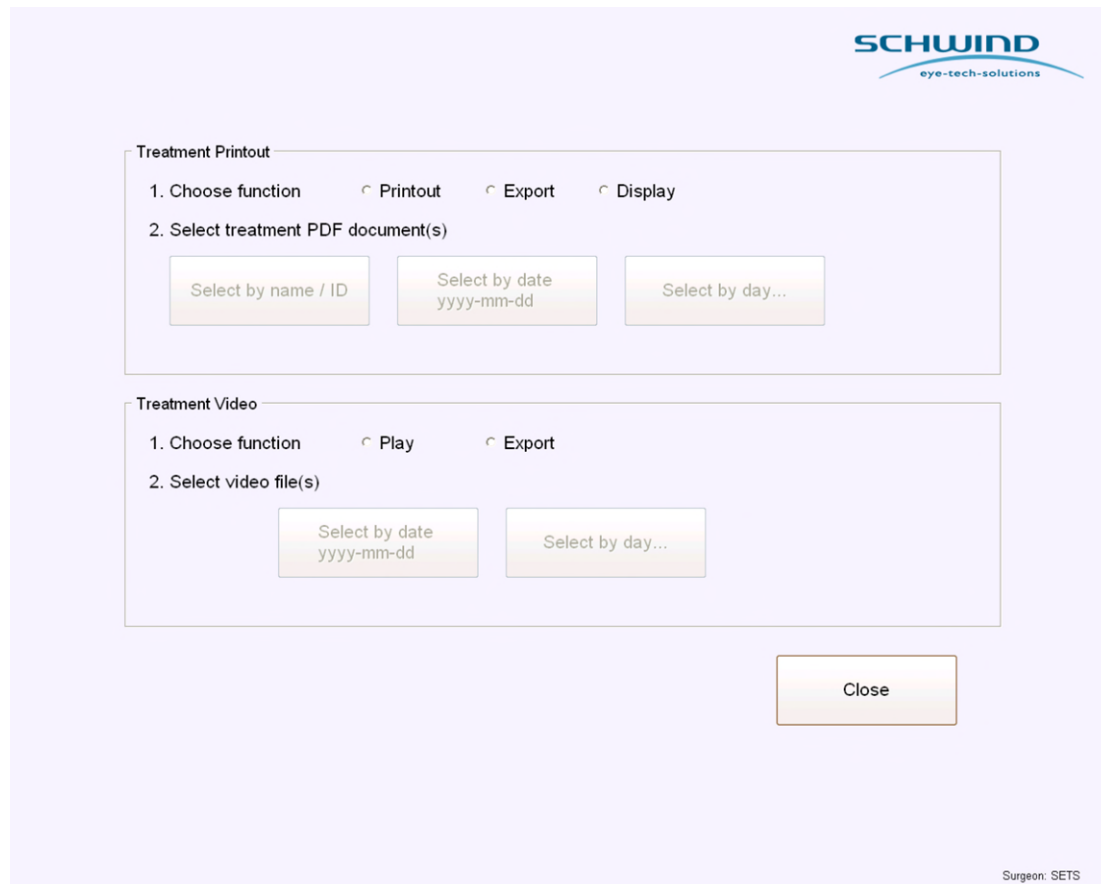 SCHWIND
eye-tech-solutions
Treatment Printout
1. Choose function Printout Export Display
2. Select treatment PDF document(s)
Select by name / ID
Select by date
yyyy-mm-dd
Select by day...
Treatment Video
1. Choose function Play Export
2. Select video file(s)
Select by date
yyyy-mm-dd
Select by day...
Close
Surgeon: SETS